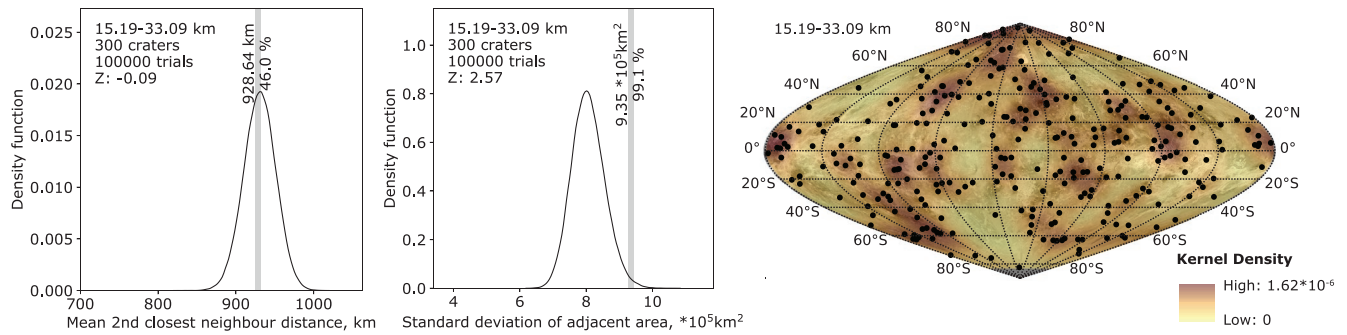 15.19-33.09 km
300 craters
100000 trials
Z: -0.09
928.64 km
46.0 %
Density function
0.025
0.020
0.015
0.010
0.005
0.000
700
800
900
1000
Mean 2nd closest neighbour distance, km
15.19-33.09 km
300 craters
100000 trials
Z: 2.57
9.35 *10⁵km²
99.1 %
Density function
1.0
0.8
0.6
0.4
0.2
0.0
4
6
8
10
Standard deviation of adjacent area, *10⁵km²
15.19-33.09 km
80°N 80°N
60°N 60°N
40°N 40°N
20°N 20°N
0° 0°
20°S 20°S
40°S 40°S
60°S 60°S
80°S 80°S
Kernel Density
High: 1.62*10⁻⁶
Low: 0